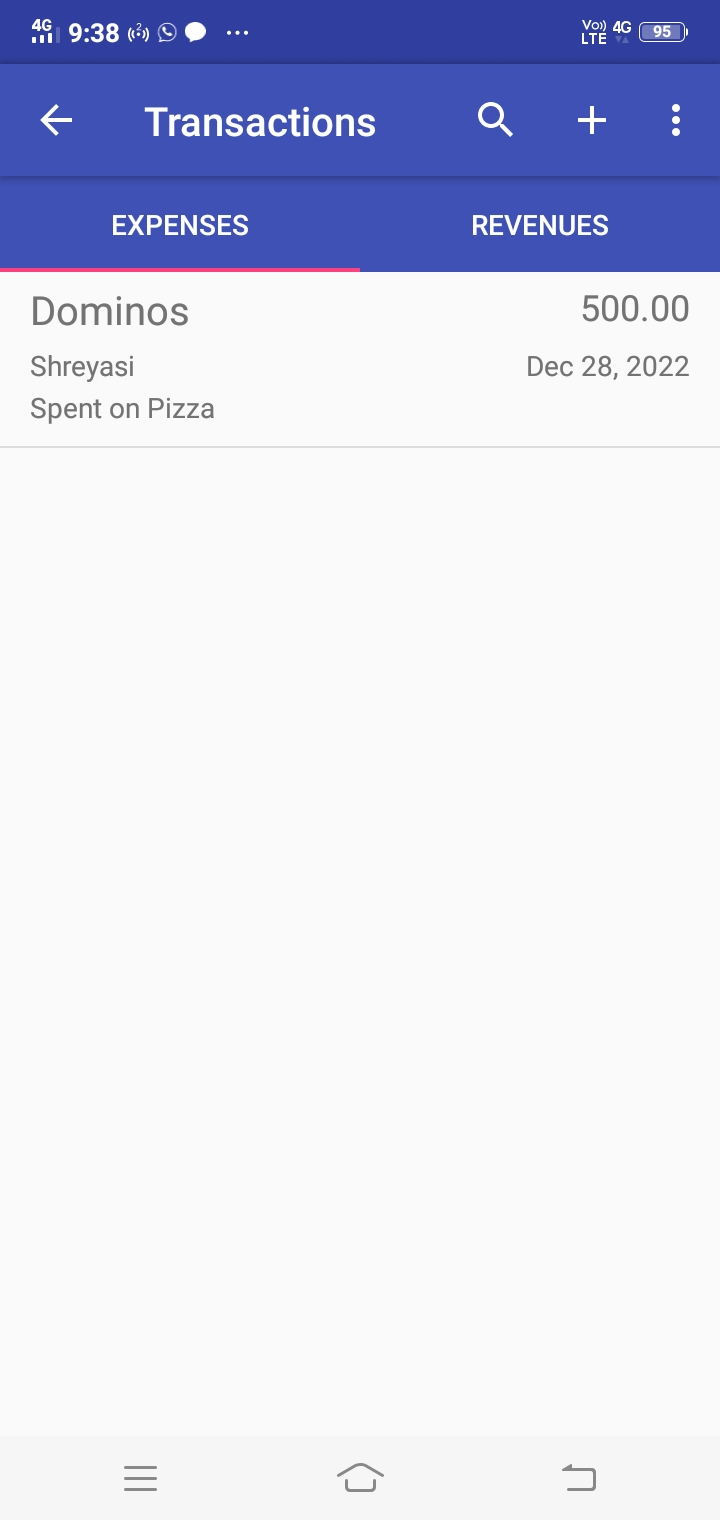 4G 9:38 2 Vo)) LTE 4G 95
Transactions
EXPENSES REVENUES
Dominos 500.00
Shreyasi Dec 28, 2022
Spent on Pizza